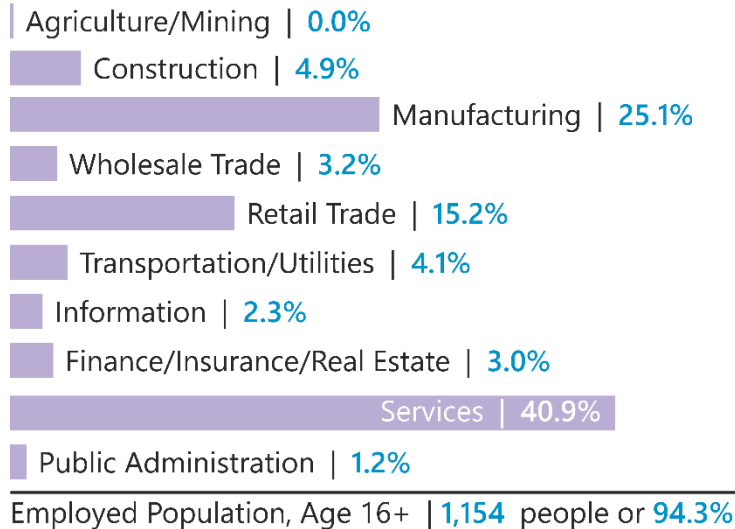 Agriculture/Mining | 0.0%
Construction | 4.9%
Manufacturing | 25.1%
Wholesale Trade | 3.2%
Retail Trade | 15.2%
Transportation/Utilities | 4.1%
Information | 2.3%
Finance/Insurance/Real Estate | 3.0%
Services | 40.9%
Public Administration | 1.2%
Employed Population, Age 16+ | 1,154 people or 94.3%